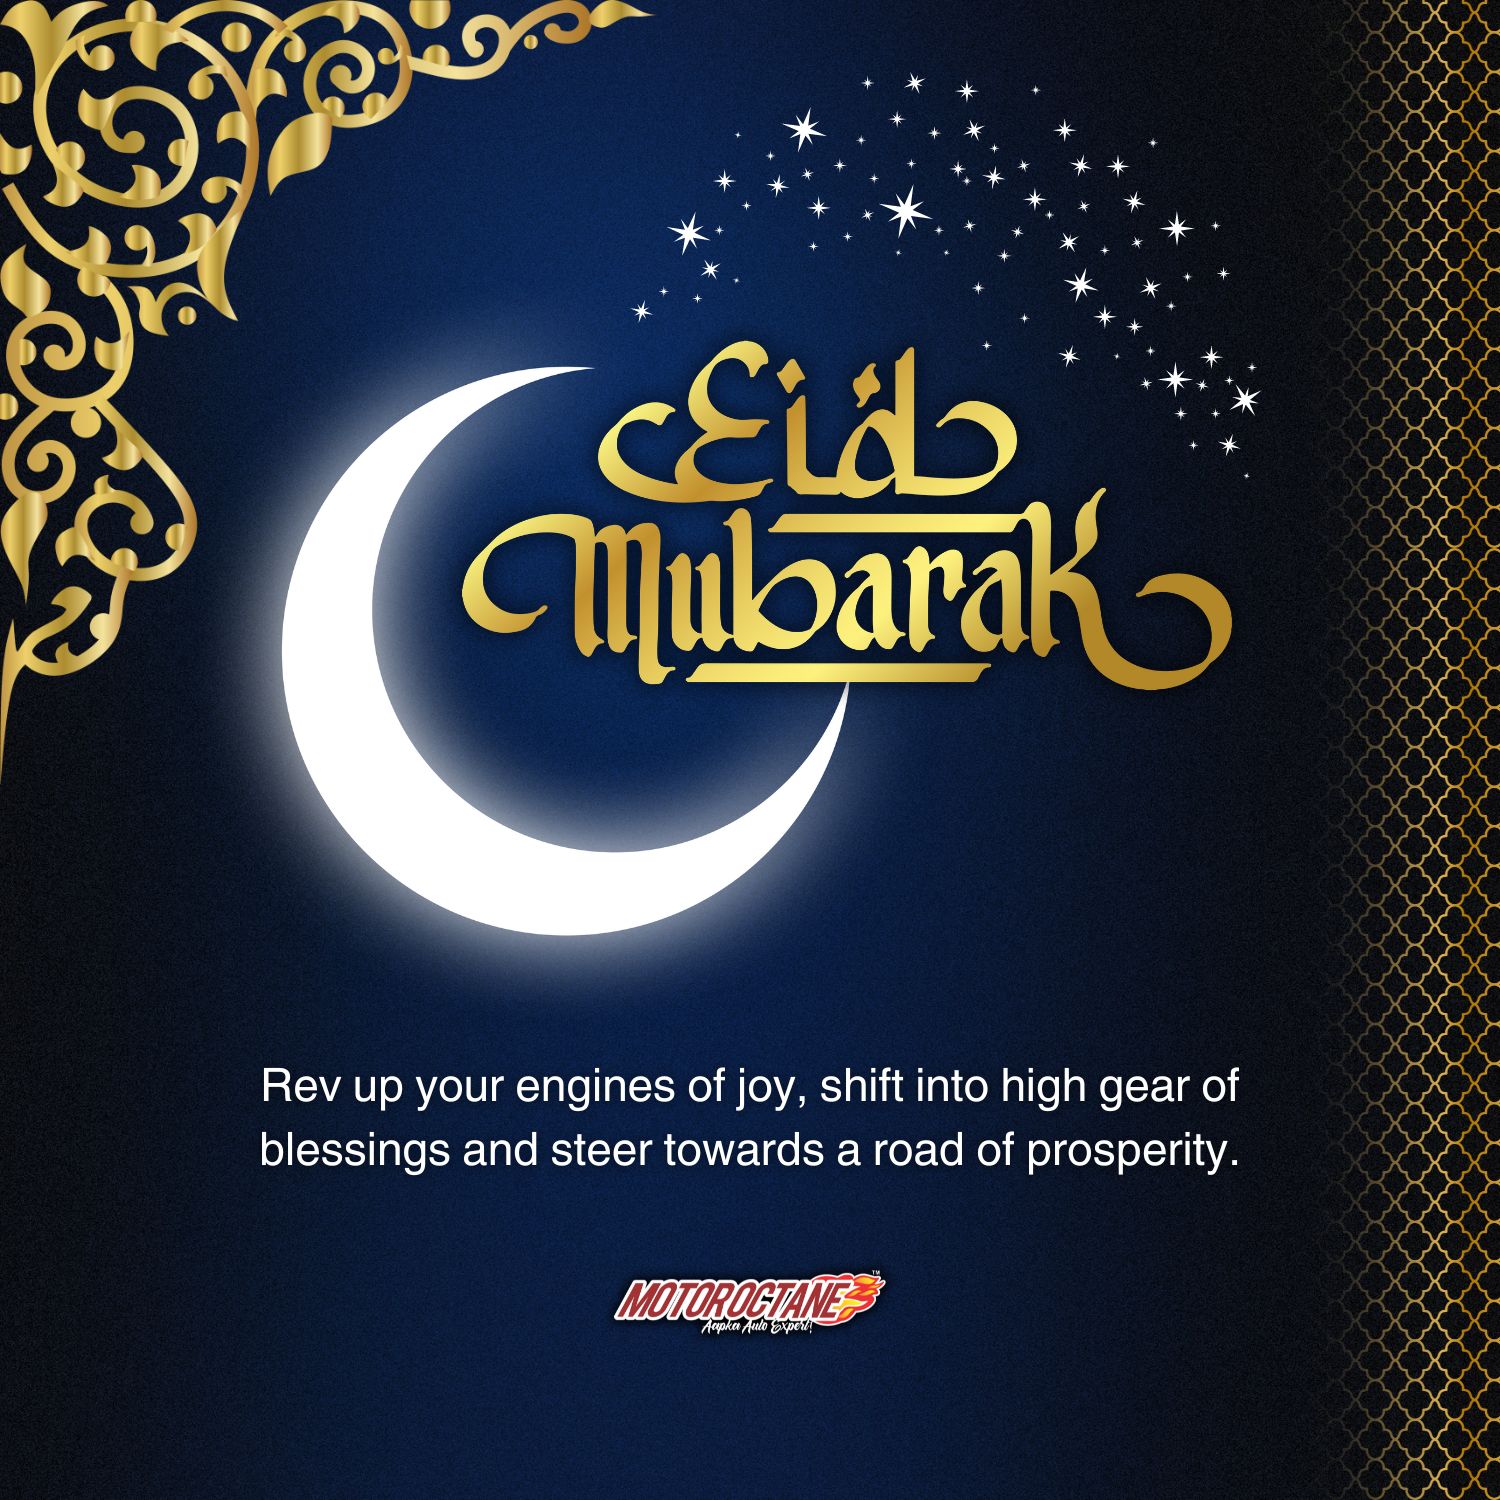 Eid
Mubarak
Rev up your engines of joy, shift into high gear of
blessings and steer towards a road of prosperity.
MOTOROCTANE TM
Aapka Auto Expert!